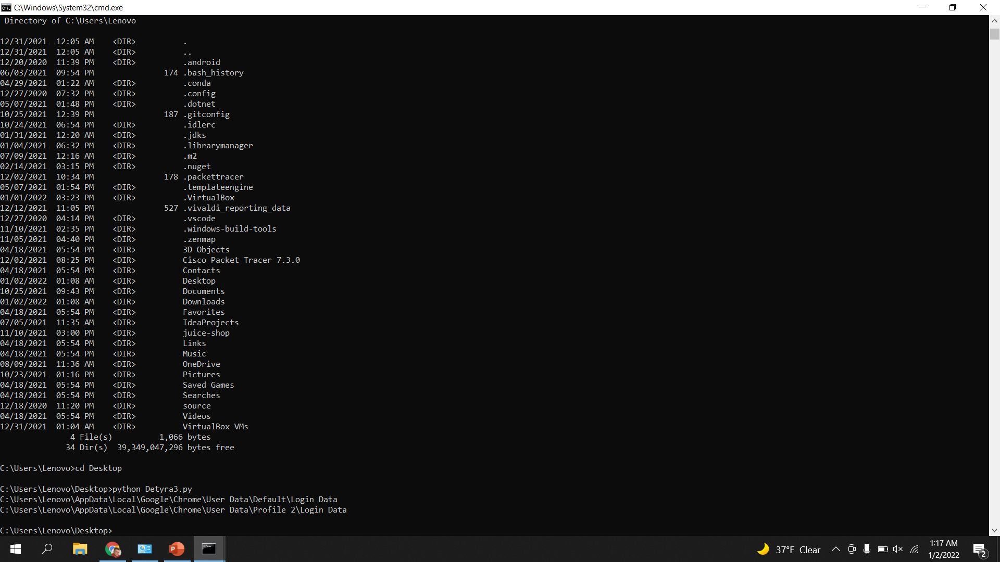 C:\Windows\System32\cmd.exe
Directory of C:\Users\Lenovo
12/31/2021  12:05 AM    <DIR>          .
12/31/2021  12:05 AM    <DIR>          ..
12/20/2020  11:39 PM    <DIR>          .android
06/03/2021  09:54 PM               174 .bash_history
04/29/2021  01:22 AM    <DIR>          .conda
12/27/2020  07:32 PM    <DIR>          .config
05/07/2021  01:48 PM    <DIR>          .dotnet
10/25/2021  12:39 PM               187 .gitconfig
10/24/2021  06:54 PM    <DIR>          .idlerc
01/31/2021  12:20 AM    <DIR>          .jdks
01/04/2021  06:32 PM    <DIR>          .librarymanager
07/09/2021  12:16 AM    <DIR>          .m2
02/14/2021  03:15 PM    <DIR>          .nuget
12/02/2021  10:34 PM               178 .packettracer
05/07/2021  01:54 PM    <DIR>          .templateengine
01/01/2022  03:23 PM    <DIR>          .VirtualBox
12/12/2021  11:05 PM               527 .vivaldi_reporting_data
12/27/2020  04:14 PM    <DIR>          .vscode
11/10/2021  02:35 PM    <DIR>          .windows-build-tools
11/05/2021  04:40 PM    <DIR>          .zenmap
04/18/2021  05:54 PM    <DIR>          3D Objects
12/02/2021  08:25 PM    <DIR>          Cisco Packet Tracer 7.3.0
04/18/2021  05:54 PM    <DIR>          Contacts
01/02/2022  01:08 AM    <DIR>          Desktop
10/25/2021  09:43 PM    <DIR>          Documents
01/02/2022  01:08 AM    <DIR>          Downloads
04/18/2021  05:54 PM    <DIR>          Favorites
07/05/2021  11:35 AM    <DIR>          IdeaProjects
11/10/2021  03:00 PM    <DIR>          juice-shop
04/18/2021  05:54 PM    <DIR>          Links
04/18/2021  05:54 PM    <DIR>          Music
08/09/2021  11:36 AM    <DIR>          OneDrive
10/23/2021  01:16 PM    <DIR>          Pictures
04/18/2021  05:54 PM    <DIR>          Saved Games
04/18/2021  05:54 PM    <DIR>          Searches
12/18/2020  11:20 PM    <DIR>          source
04/18/2021  05:54 PM    <DIR>          Videos
12/31/2021  01:04 AM    <DIR>          VirtualBox VMs
4 File(s)          1,066 bytes
34 Dir(s)  39,349,047,296 bytes free
C:\Users\Lenovo>cd Desktop
C:\Users\Lenovo\Desktop>python Detyra3.py
C:\Users\Lenovo\AppData\Local\Google\Chrome\User Data\Default\Login Data
C:\Users\Lenovo\AppData\Local\Google\Chrome\User Data\Profile 2\Login Data
C:\Users\Lenovo\Desktop>
37°F Clear
1:17 AM
1/2/2022
2